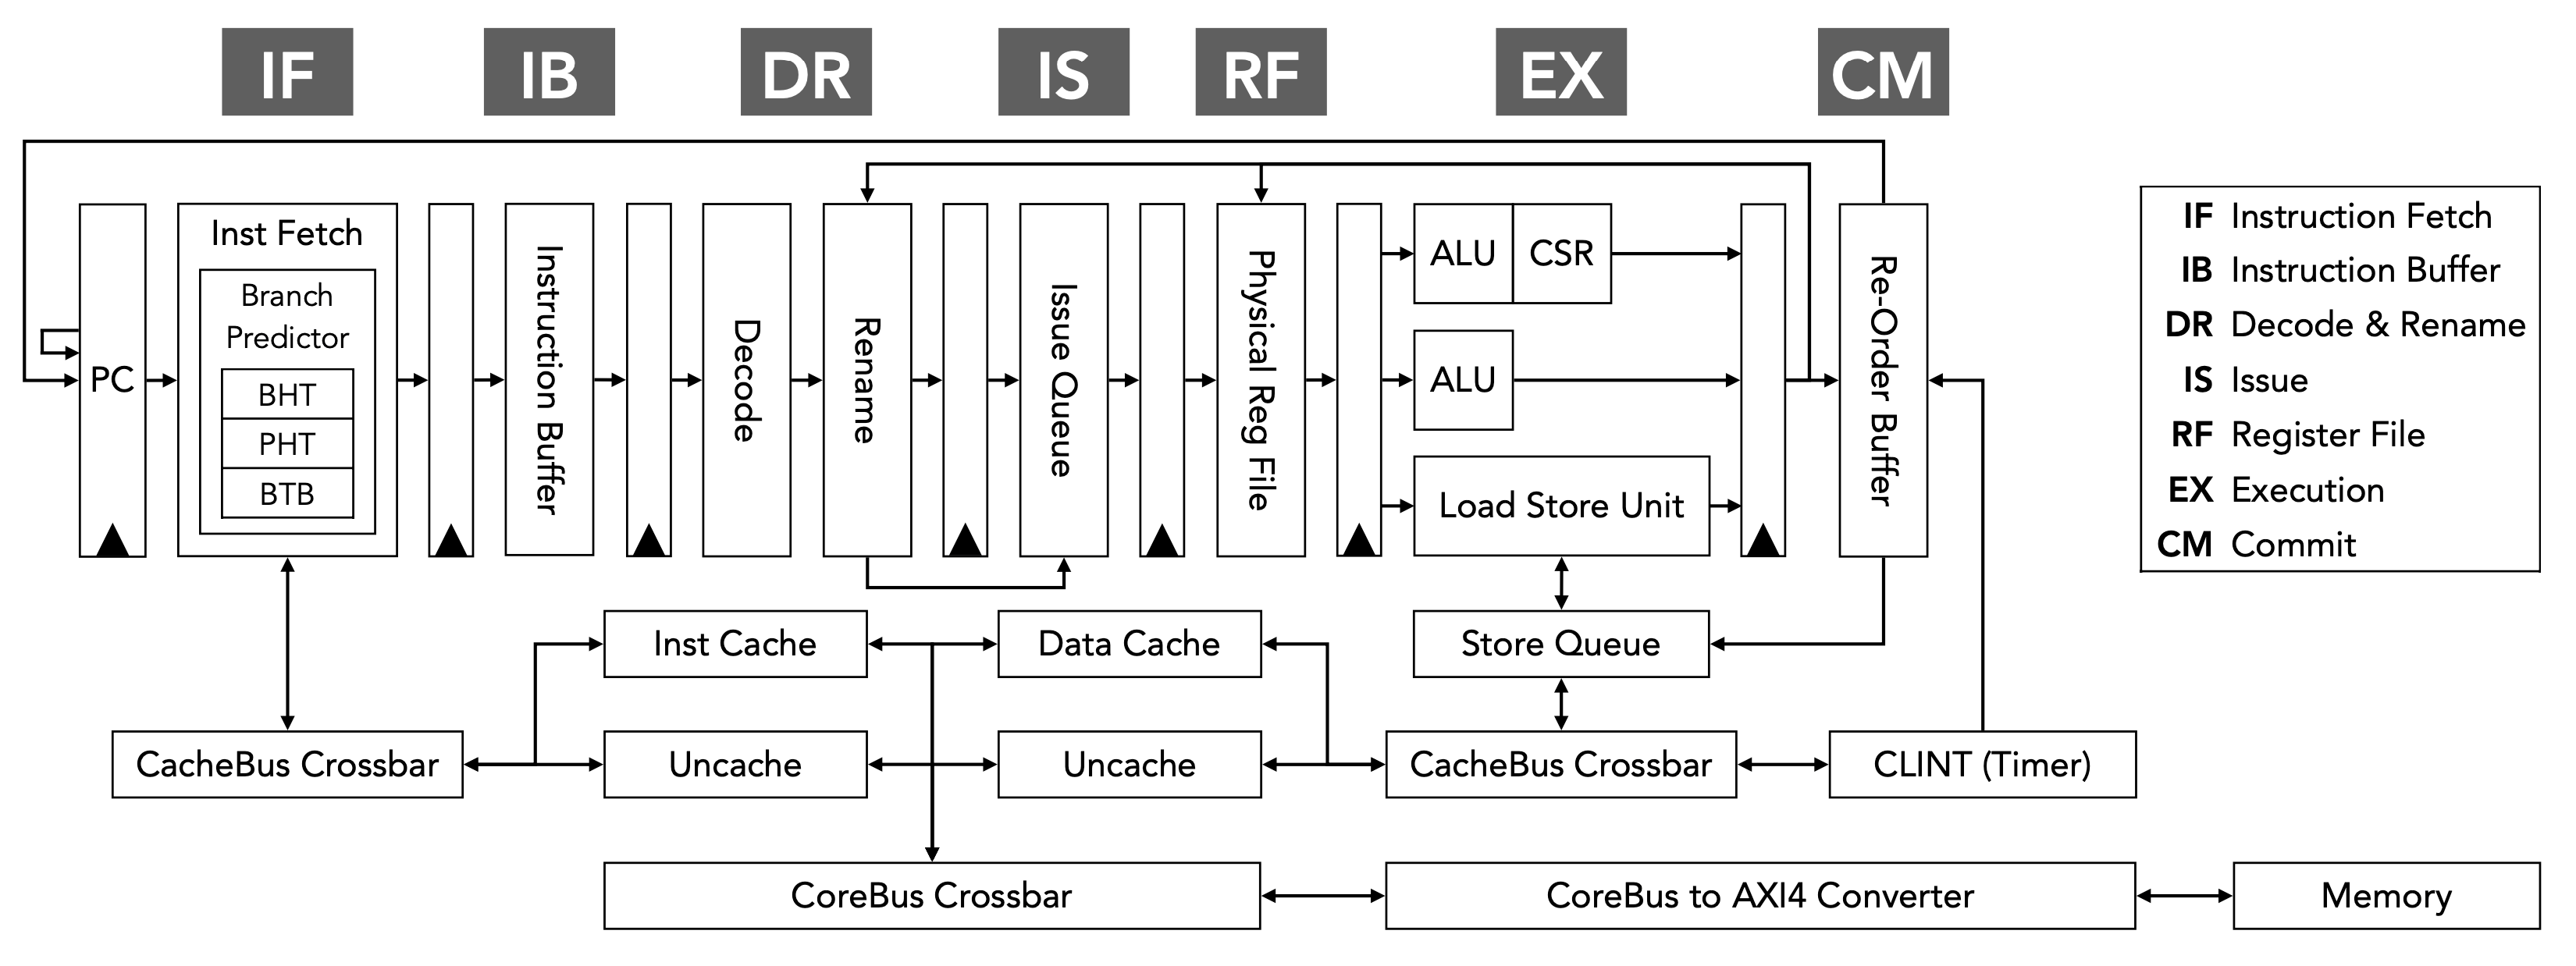 IF
IB
DR
IS
RF
EX
CM
PC
Inst Fetch
Branch
Predictor
BHT
PHT
BTB
Instruction Buffer
Decode
Rename
Issue Queue
Physical Reg File
ALU
CSR
ALU
Load Store Unit
Re-Order Buffer
IF Instruction Fetch
IB Instruction Buffer
DR Decode & Rename
IS Issue
RF Register File
EX Execution
CM Commit
Inst Cache
Data Cache
Store Queue
CacheBus Crossbar
Uncache
Uncache
CacheBus Crossbar
CLINT (Timer)
CoreBus Crossbar
CoreBus to AXI4 Converter
Memory